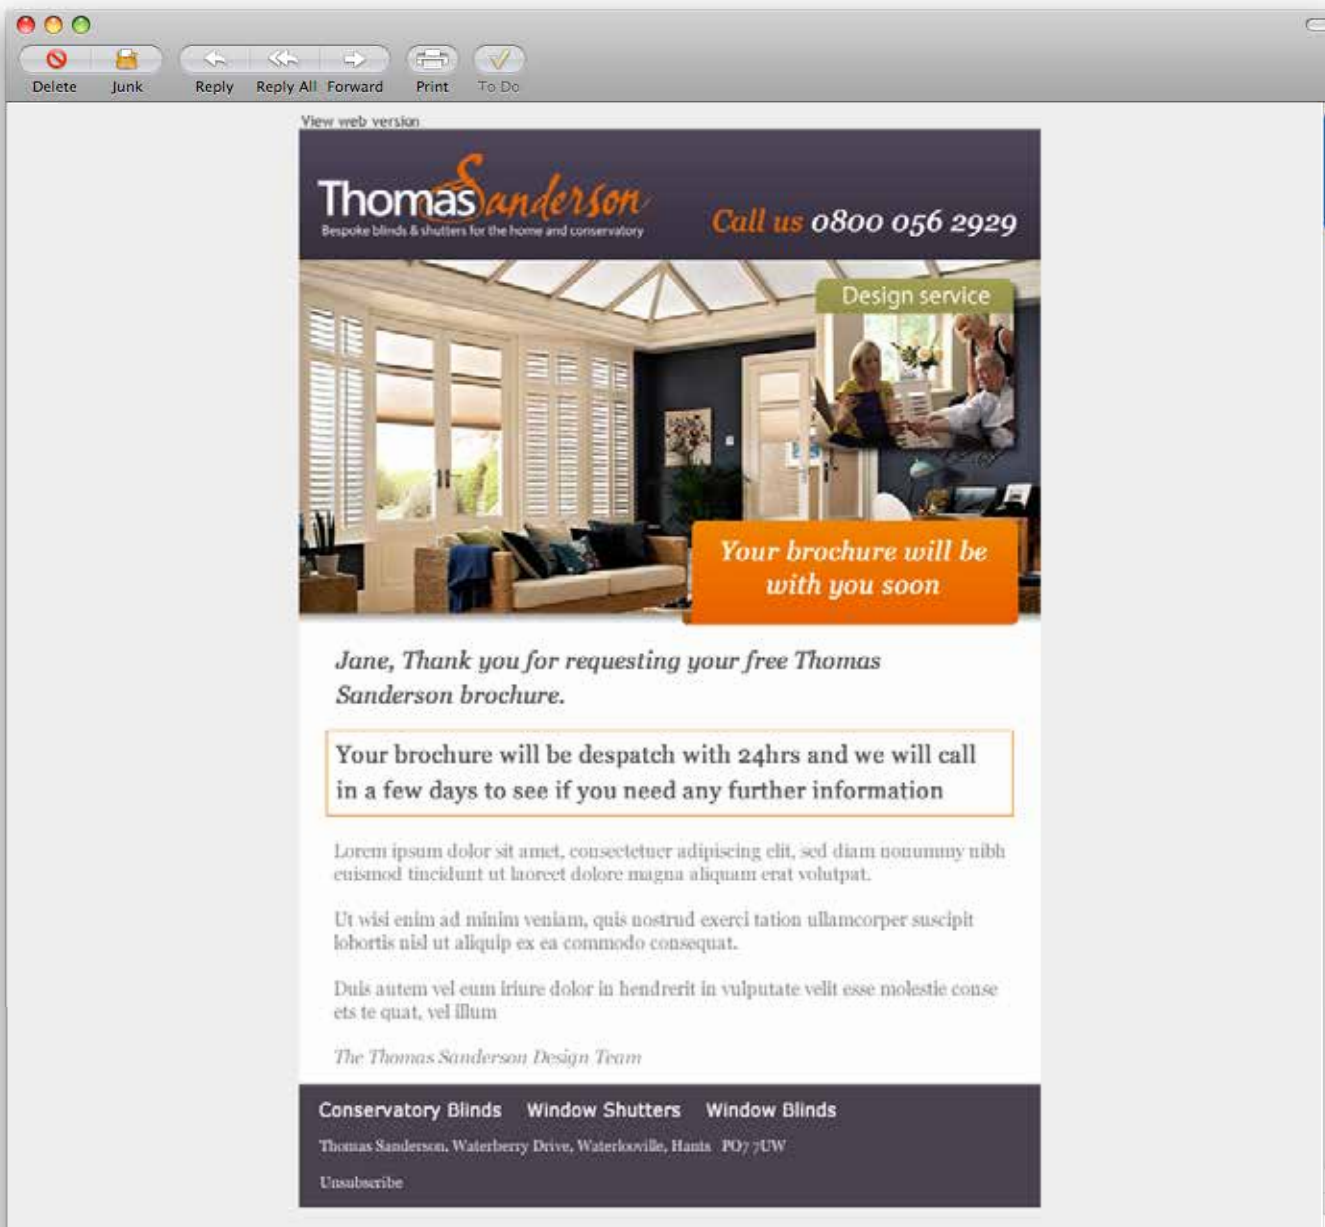 Delete Junk Reply Reply All Forward Print To Do
View web version
Thomas Sanderson
Bespoke blinds & shutters for the home and conservatory
Call us 0800 056 2929
Design service
Your brochure will be
with you soon
Jane, Thank you for requesting your free Thomas
Sanderson brochure.
Your brochure will be despatch with 24hrs and we will call
in a few days to see if you need any further information
Lorem ipsum dolor sit amet, consectetuer adipiscing elit, sed diam nonummy nibh
euismod tincidunt ut laoreet dolore magna aliquam erat volutpat.
Ut wisi enim ad minim veniam, quis nostrud exerci tation ullamcorper suscipit
lobortis nisl ut aliquip ex ea commodo consequat.
Duis autem vel eum iriure dolor in hendrerit in vulputate velit esse molestie conse
ets te quat, vel illum
The Thomas Sanderson Design Team
Conservatory Blinds Window Shutters Window Blinds
Thomas Sanderson, Waterberry Drive, Waterlooville, Hants PO7 7UW
Unsubscribe